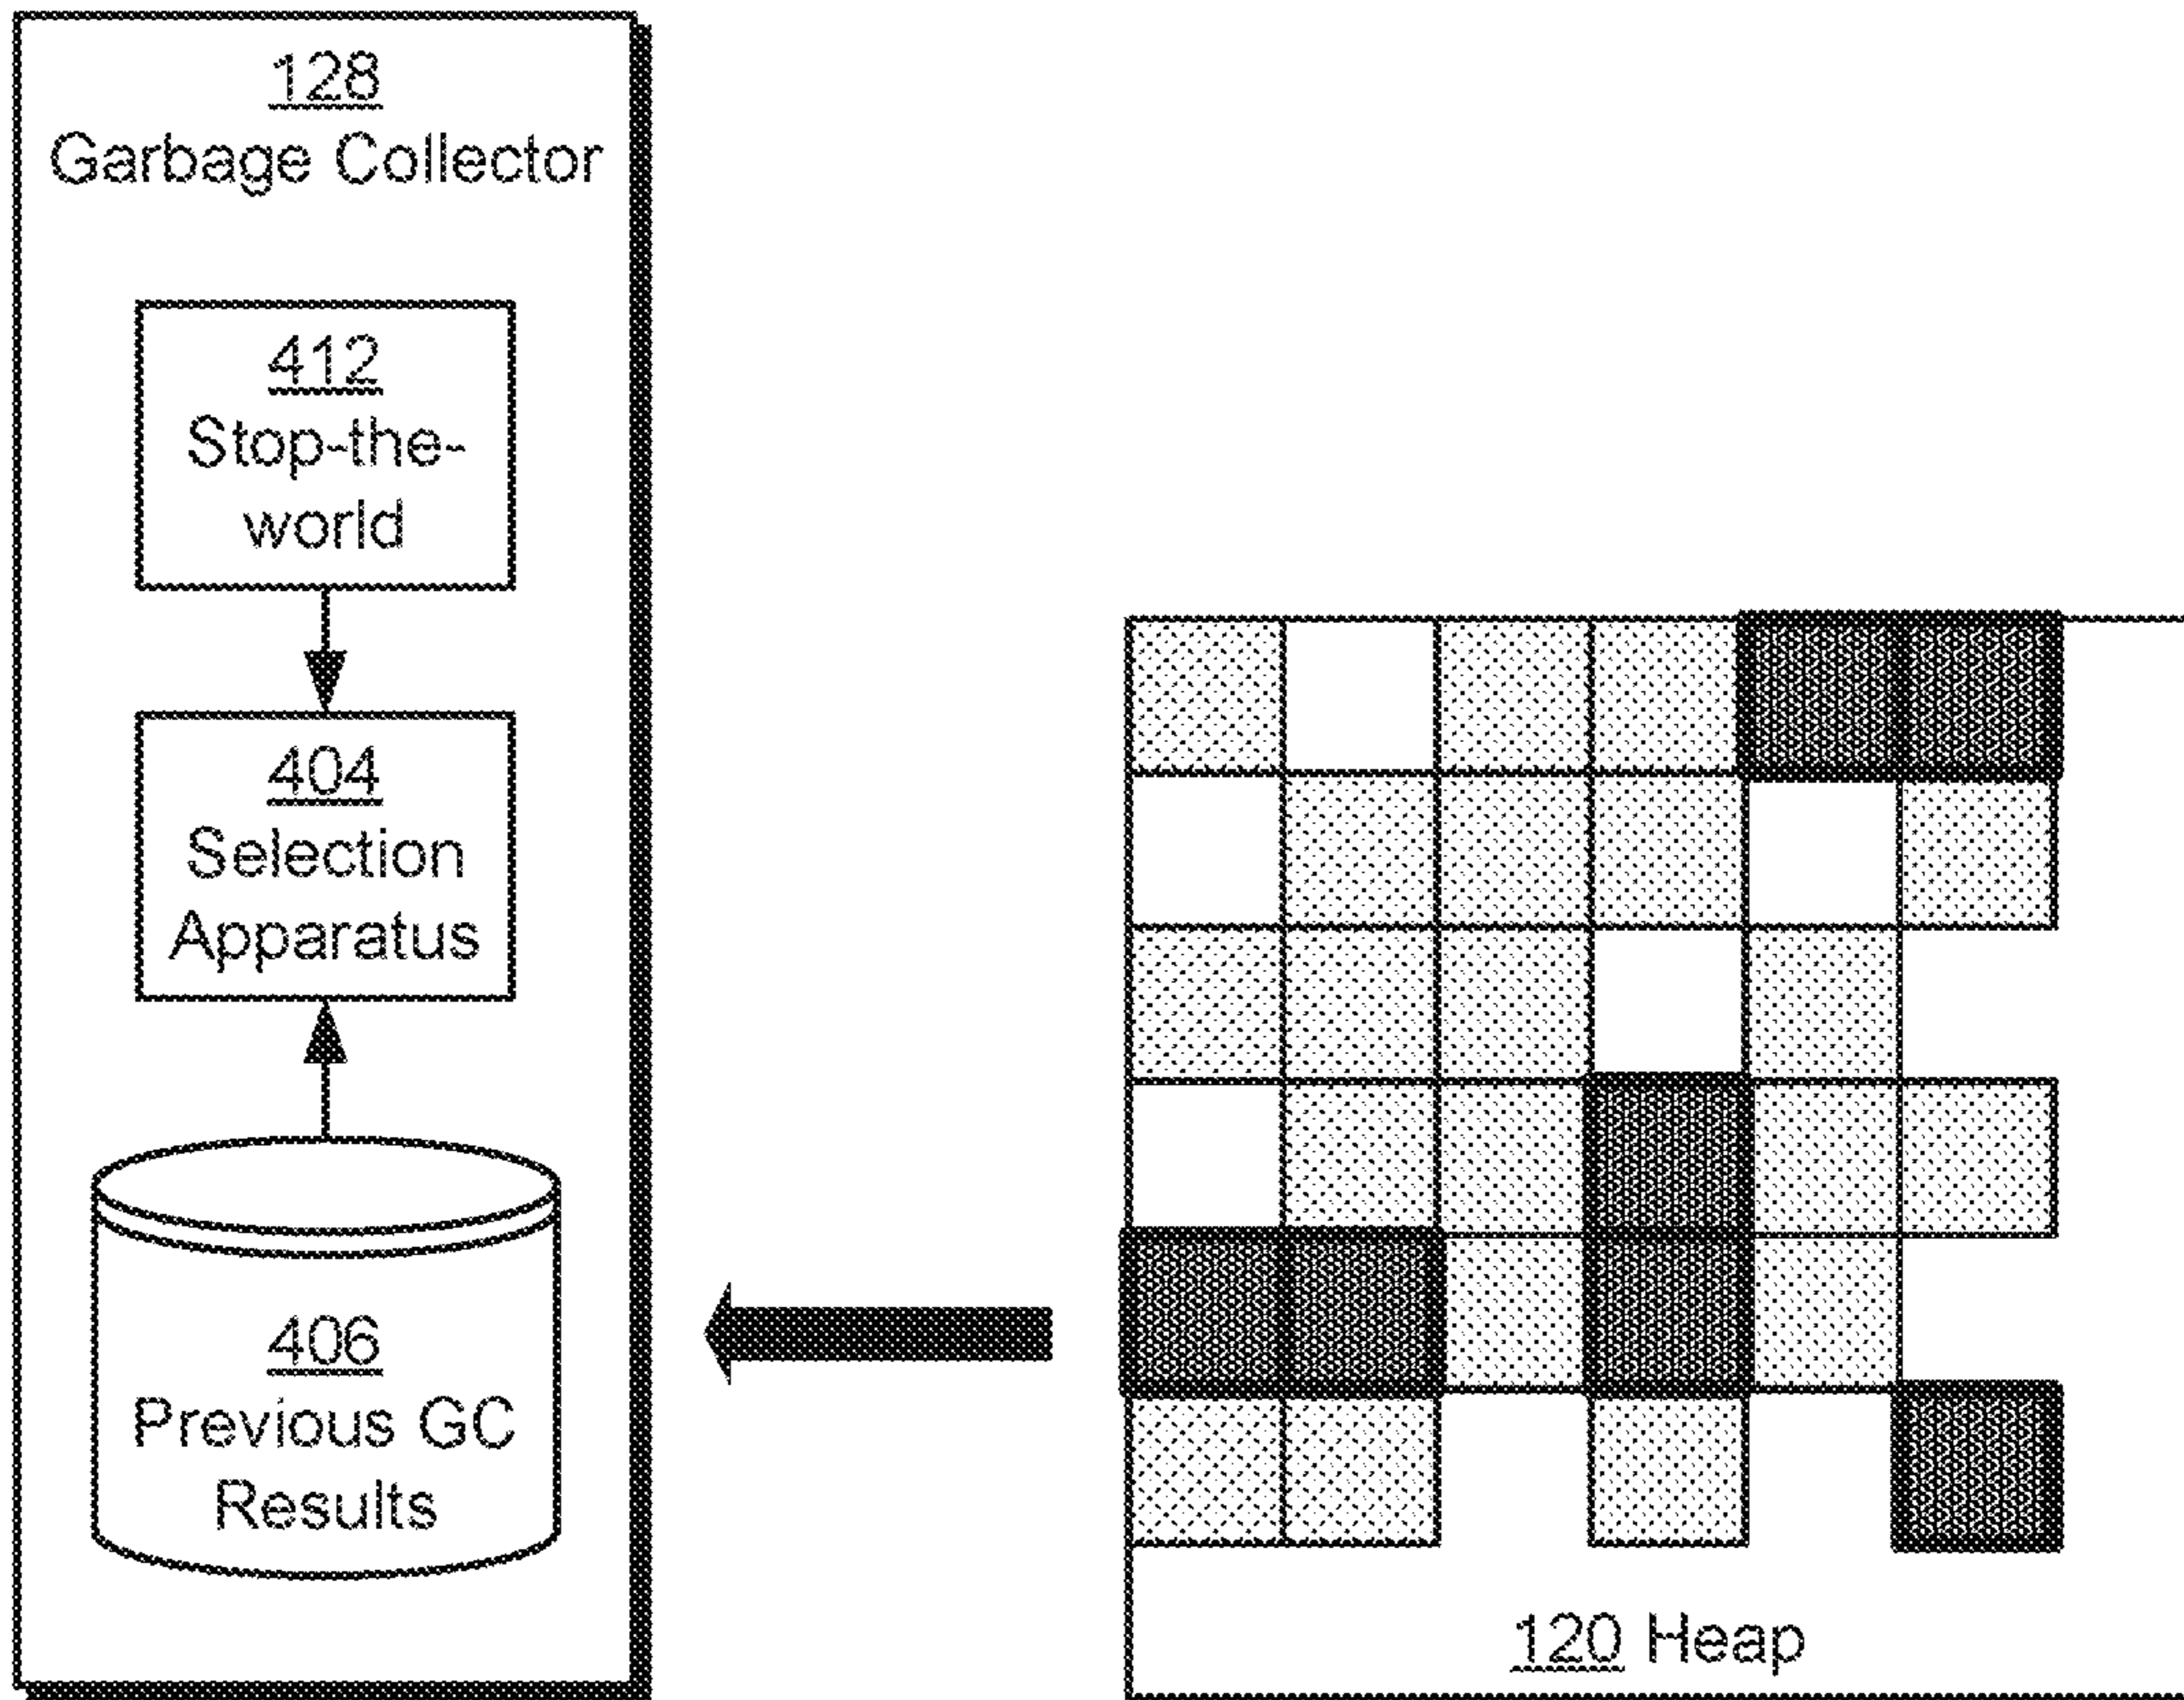 128
Garbage Collector
412
Stop-the-
world
404
Selection
Apparatus
406
Previous GC
Results
120 Heap